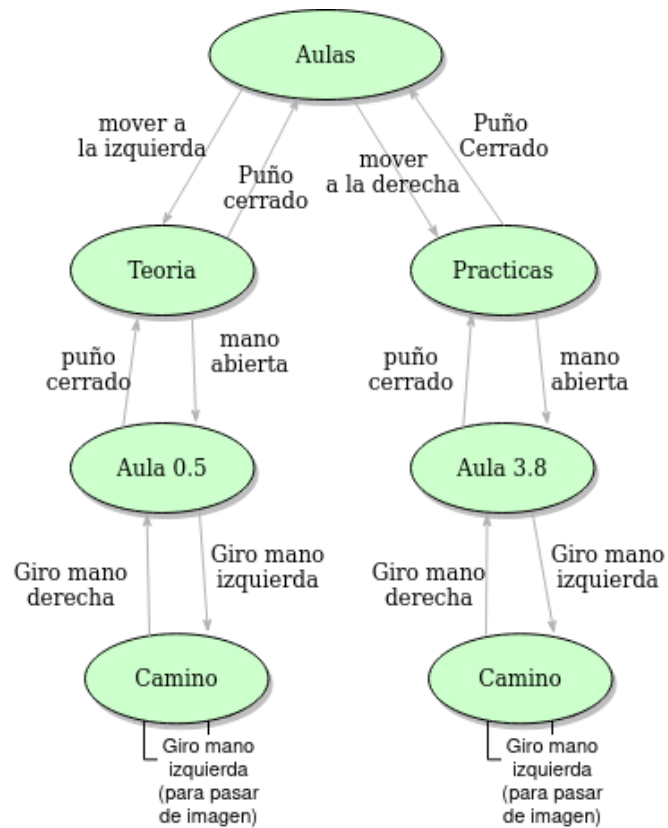 Aulas
mover a
la izquierda
Puño
cerrado
mover
a la derecha
Puño
Cerrado
Teoria
Practicas
puño
cerrado
mano
abierta
puño
cerrado
mano
abierta
Aula 0.5
Aula 3.8
Giro mano
derecha
Giro mano
izquierda
Giro mano
derecha
Giro mano
izquierda
Camino
Camino
Giro mano
izquierda
(para pasar
de imagen)
Giro mano
izquierda
(para pasar
de imagen)